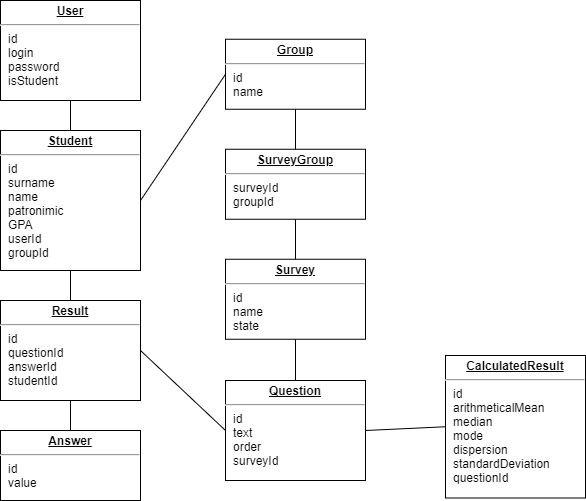 User
id
login
password
isStudent
Student
id
surname
name
patronimic
GPA
userId
groupId
Result
id
questionId
answerId
studentId
Answer
id
value
Group
id
name
SurveyGroup
surveyId
groupId
Survey
id
name
state
Question
id
text
order
surveyId
CalculatedResult
id
arithmeticalMean
median
mode
dispersion
standardDeviation
questionId